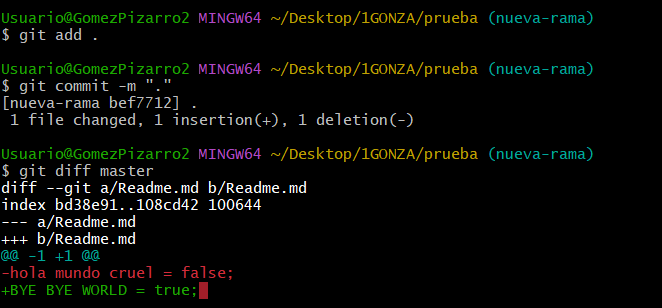 Usuario@GomezPizarro2 MINGW64 ~/Desktop/1GONZA/prueba (nueva-rama)
$ git add .
Usuario@GomezPizarro2 MINGW64 ~/Desktop/1GONZA/prueba (nueva-rama)
$ git commit -m "."
[nueva-rama bef7712] .
 1 file changed, 1 insertion(+), 1 deletion(-)
Usuario@GomezPizarro2 MINGW64 ~/Desktop/1GONZA/prueba (nueva-rama)
$ git diff master
diff --git a/Readme.md b/Readme.md
index bd38e91..108cd42 100644
--- a/Readme.md
+++ b/Readme.md
@@ -1 +1 @@
-hola mundo cruel = false;
+BYE BYE WORLD = true;